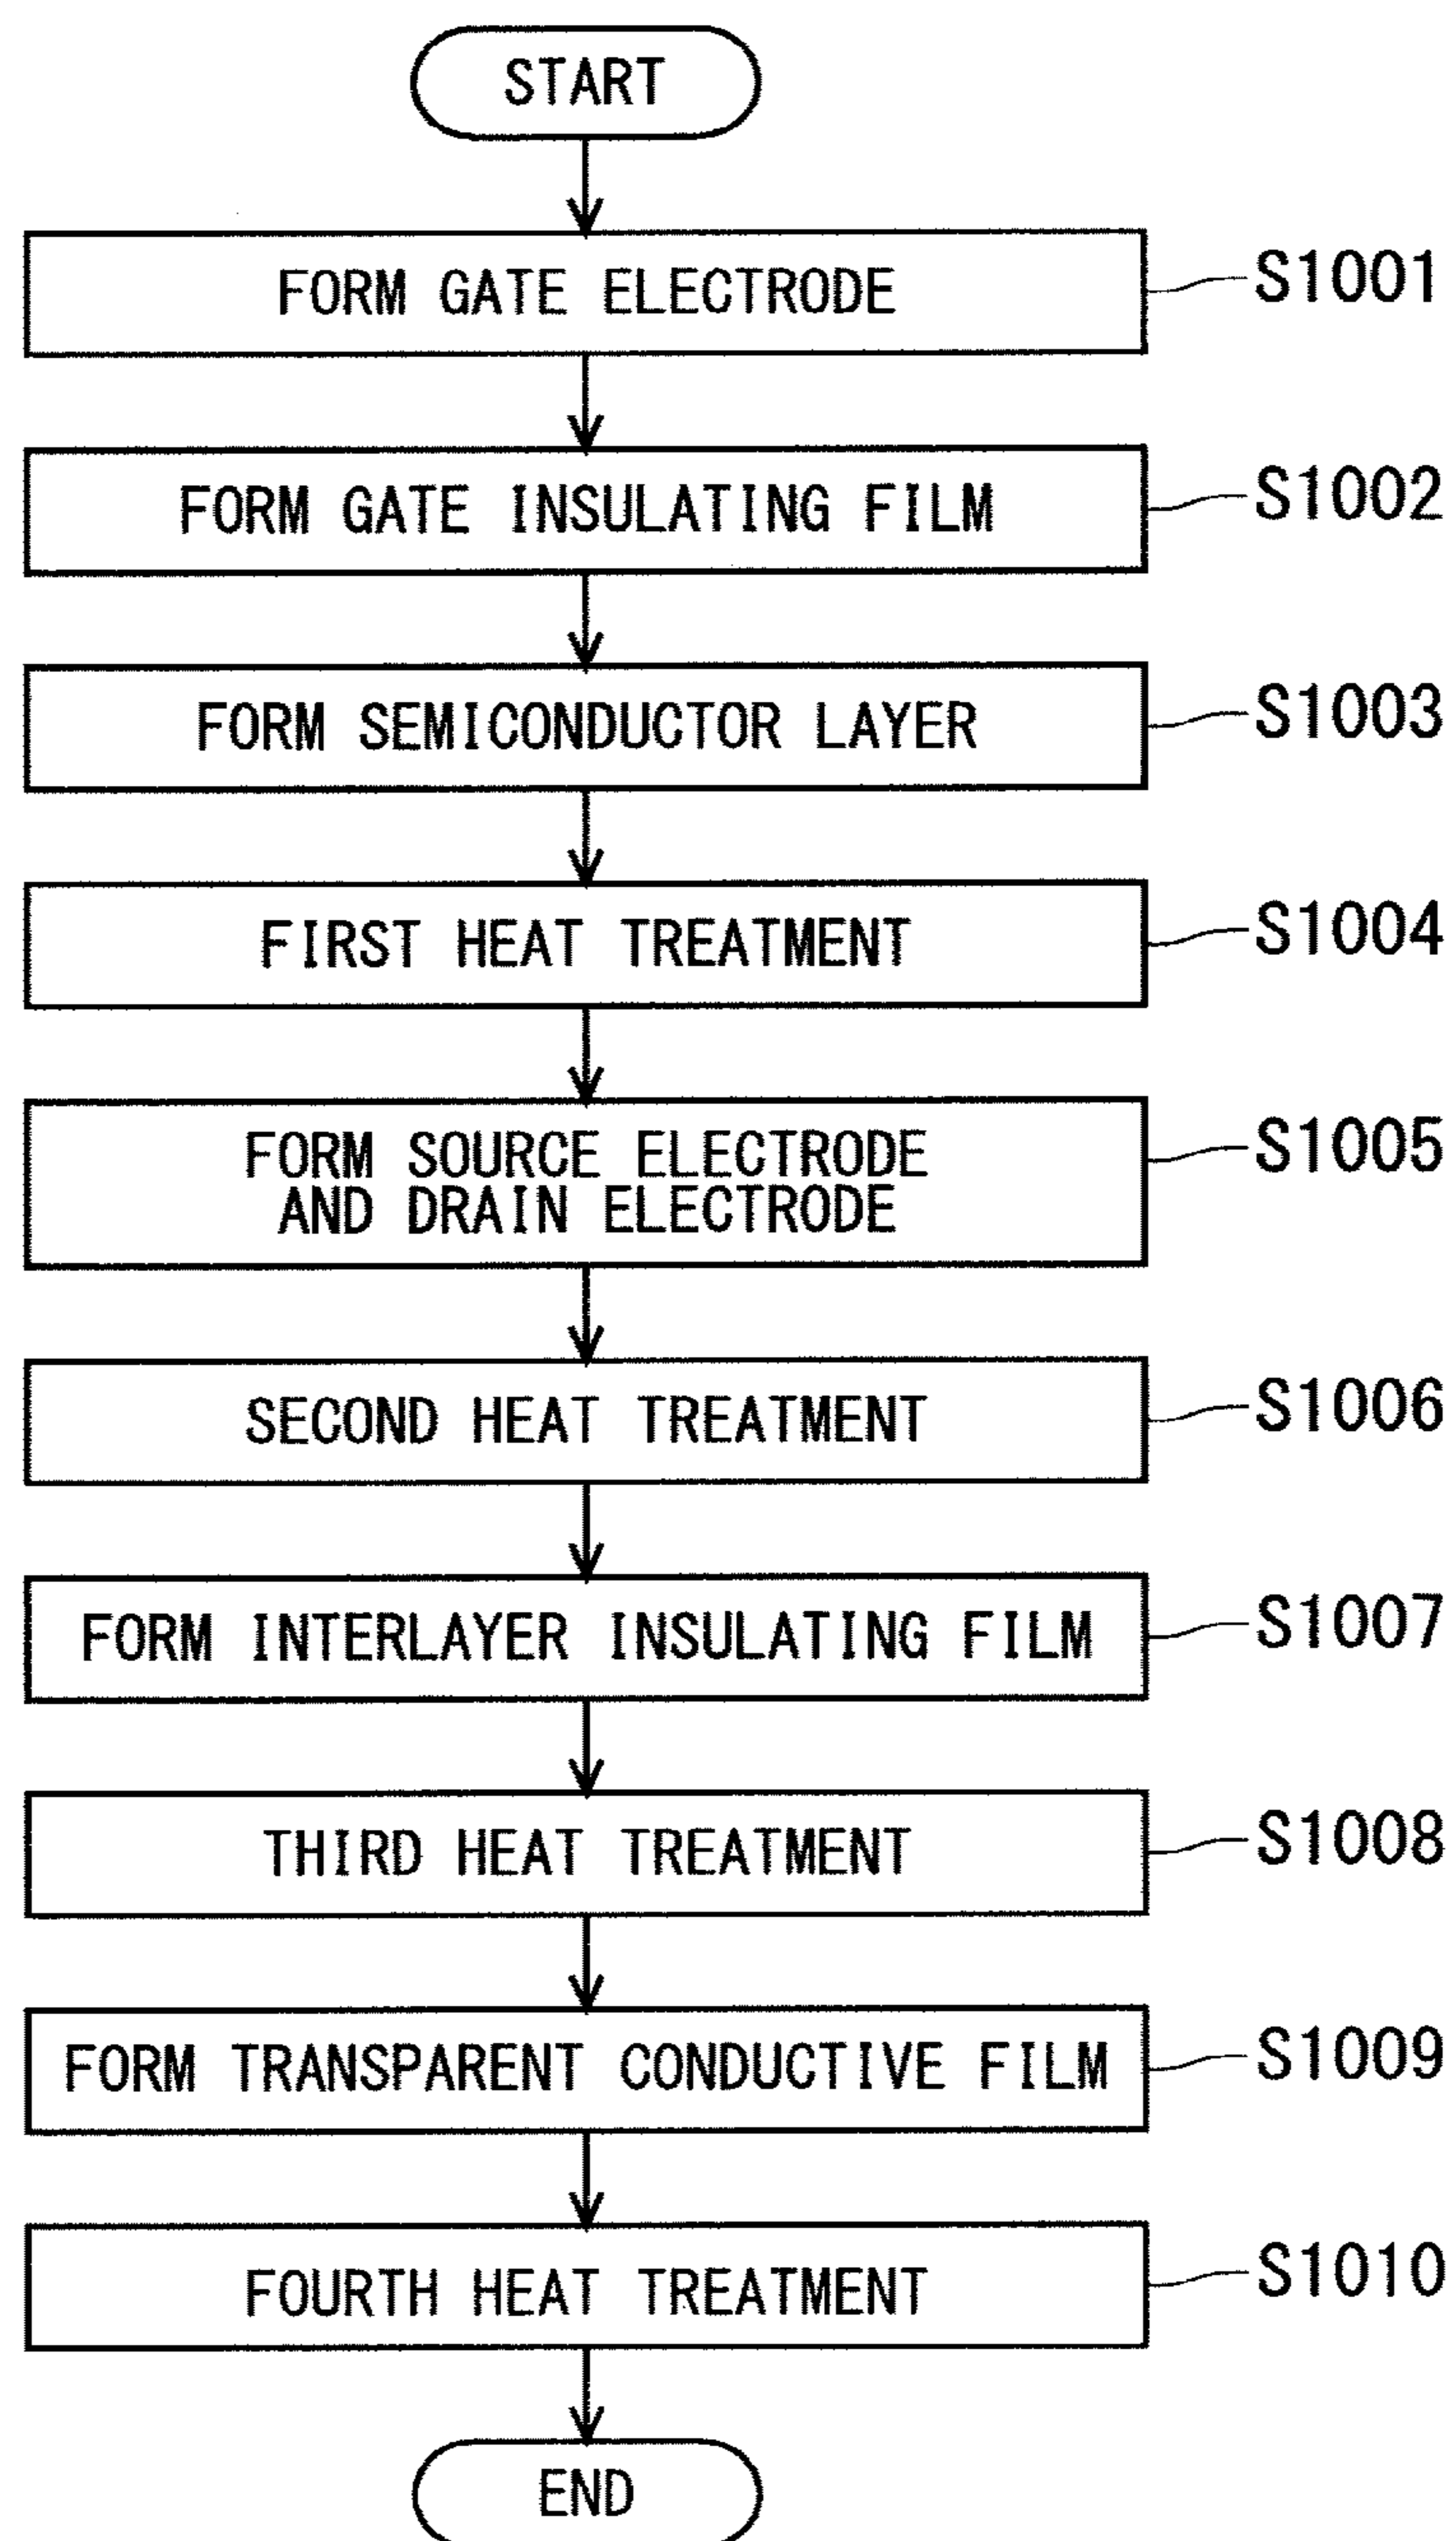 START
FORM GATE ELECTRODE
S1001
FORM GATE INSULATING FILM
S1002
FORM SEMICONDUCTOR LAYER
S1003
FIRST HEAT TREATMENT
S1004
FORM SOURCE ELECTRODE
AND DRAIN ELECTRODE
S1005
SECOND HEAT TREATMENT
S1006
FORM INTERLAYER INSULATING FILM
S1007
THIRD HEAT TREATMENT
S1008
FORM TRANSPARENT CONDUCTIVE FILM
S1009
FOURTH HEAT TREATMENT
S1010
END